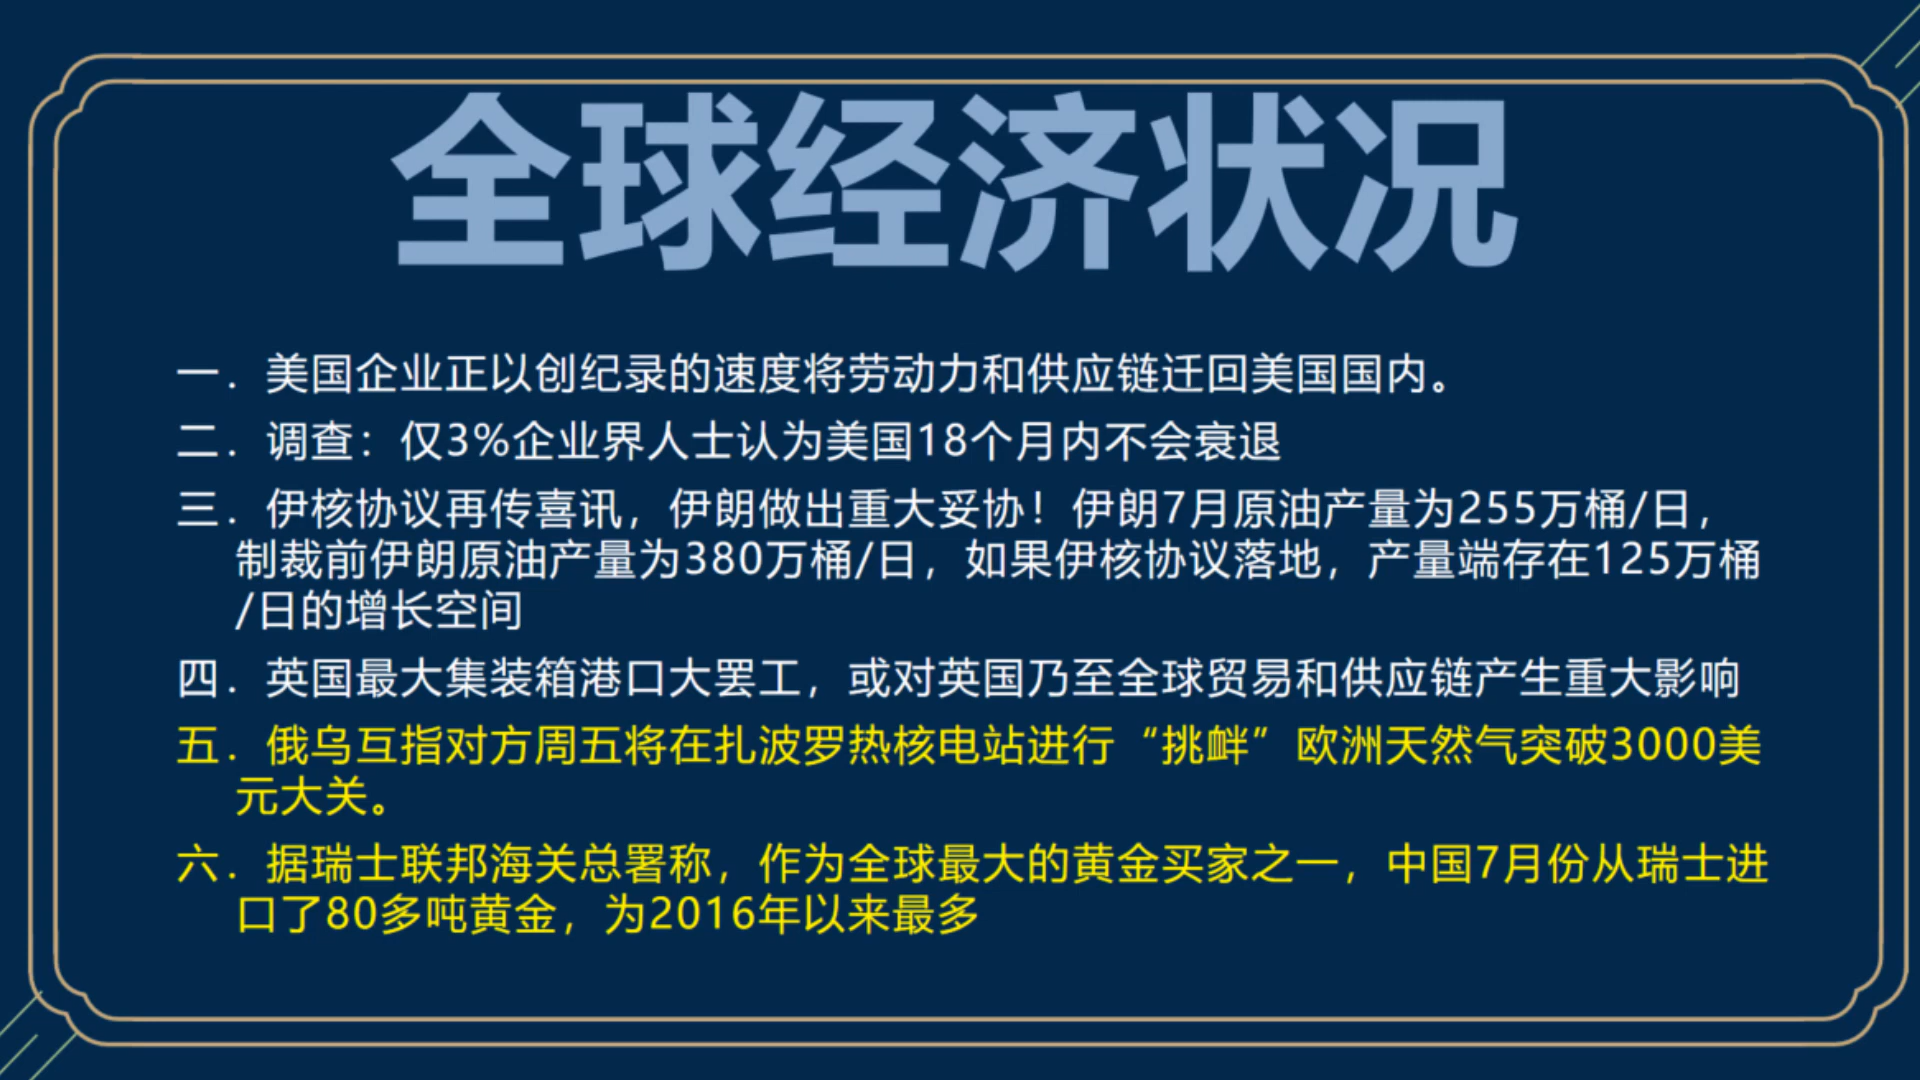 全球经济状况
一．美国企业正以创纪录的速度将劳动力和供应链迁回美国国内。
二．调查：仅3%企业界人士认为美国18个月内不会衰退
三．伊核协议再传喜讯，伊朗做出重大妥协！伊朗7月原油产量为255万桶/日，
制裁前伊朗原油产量为380万桶/日，如果伊核协议落地，产量端存在125万桶
/日的增长空间
四．英国最大集装箱港口大罢工，或对英国乃至全球贸易和供应链产生重大影响
五．俄乌互指对方周五将在扎波罗热核电站进行“挑衅”欧洲天然气突破3000美
元大关。
六．据瑞士联邦海关总署称，作为全球最大的黄金买家之一，中国7月份从瑞士进
口了80多吨黄金，为2016年以来最多